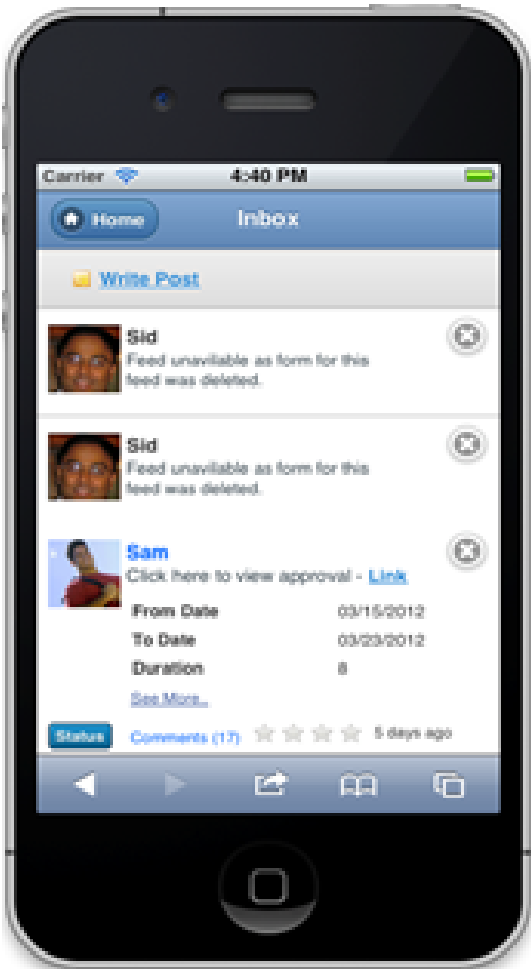 Carrier 4:40 PM
Home Inbox
Write Post
Sid
Feed unavilable as form for this
feed was deleted.
Sid
Feed unavilable as form for this
feed was deleted.
Sam
Click here to view approval - Link
From Date 03/15/2012
To Date 03/23/2012
Duration 8
See More..
Status Comments (17) 5 days ago